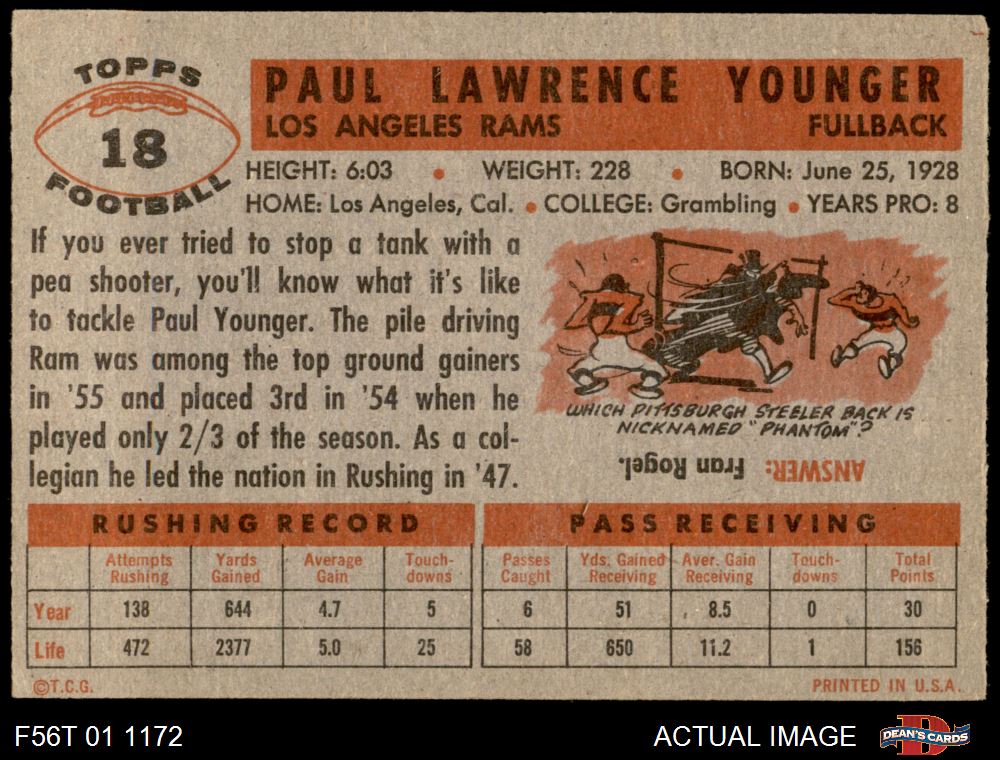 TOPPS
18
FOOTBALL
PAUL LAWRENCE YOUNGER
LOS ANGELES RAMS FULLBACK
HEIGHT: 6:03 • WEIGHT: 228 • BORN: June 25, 1928
HOME: Los Angeles, Cal. • COLLEGE: Grambling • YEARS PRO: 8
If you ever tried to stop a tank with a
pea shooter, you'll know what it's like
to tackle Paul Younger. The pile driving
Ram was among the top ground gainers
in '55 and placed 3rd in '54 when he
played only 2/3 of the season. As a col-
legian he led the nation in Rushing in '47.
WHICH PITTSBURGH STEELER BACK IS
NICKNAMED "PHANTOM"?
ANSWER: Fran Rogel.
RUSHING RECORD
Attempts Rushing Yards Gained Average Gain Touch-downs
Year 138 644 4.7 5
Life 472 2377 5.0 25
PASS RECEIVING
Passes Caught Yds. Gained Receiving Aver. Gain Receiving Touch-downs Total Points
6 51 8.5 0 30
58 650 11.2 1 156
©T.C.G. PRINTED IN U.S.A.
F56T 01 1172 ACTUAL IMAGE DEAN'S CARDS